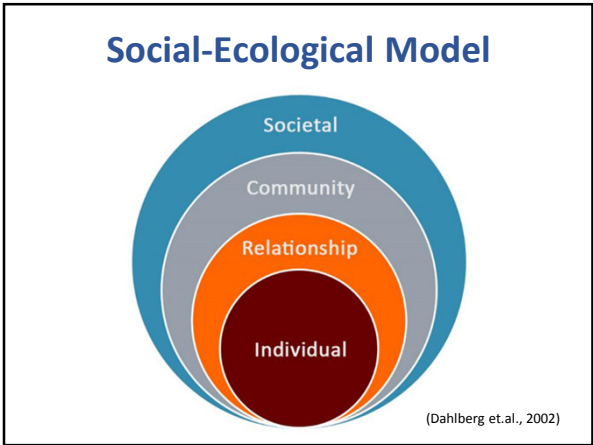 Social-Ecological Model
Societal
Community
Relationship
Individual
(Dahlberg et.al., 2002)